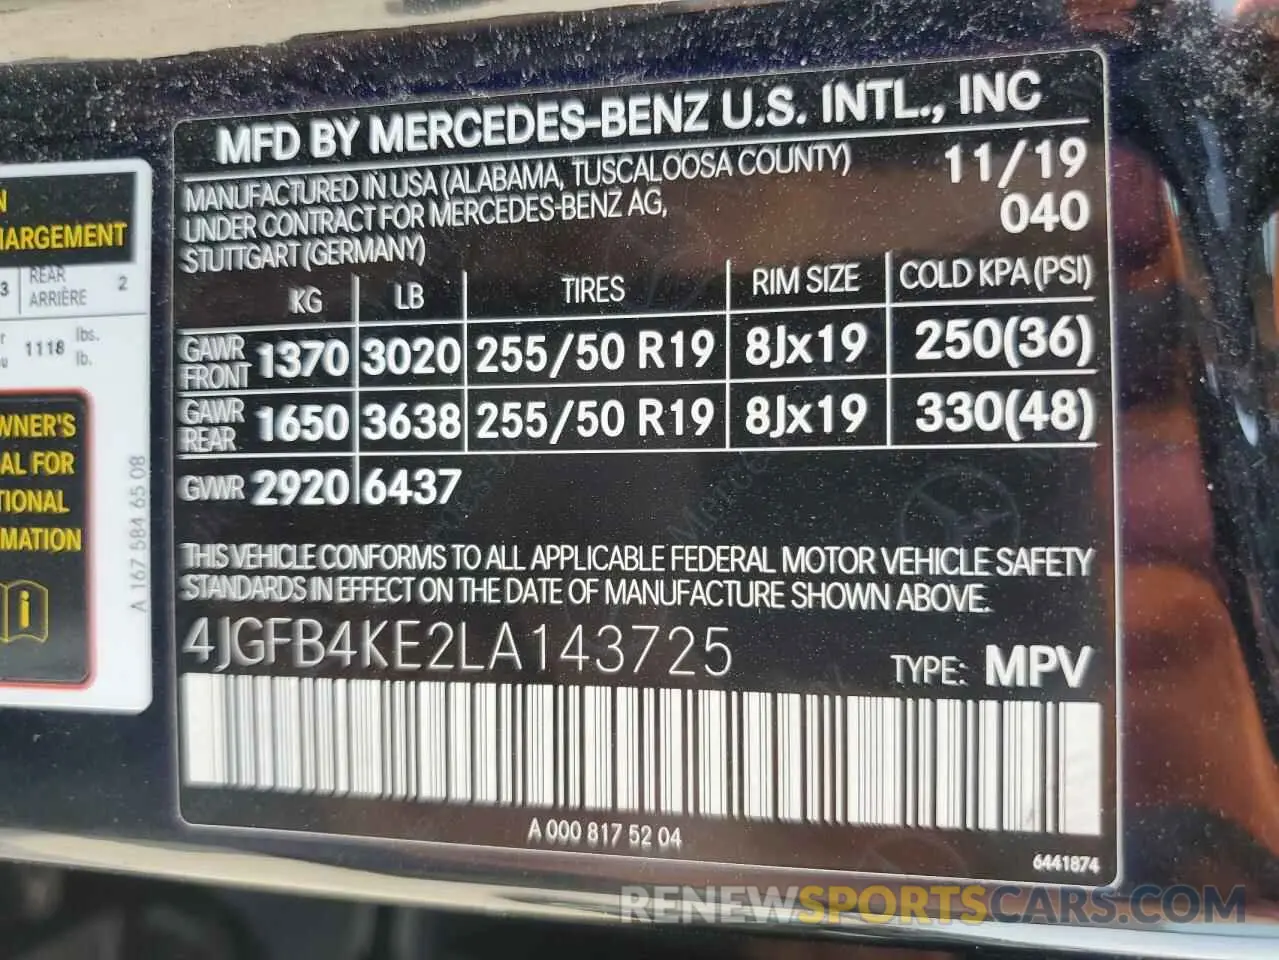 MFD BY MERCEDES-BENZ U.S. INTL., INC
MANUFACTURED IN USA (ALABAMA, TUSCALOOSA COUNTY) 11/19
UNDER CONTRACT FOR MERCEDES-BENZ AG, 040
STUTTGART (GERMANY)
KG LB TIRES RIM SIZE COLD KPA (PSI)
GAWR FRONT 1370 3020 255/50 R19 8Jx19 250(36)
GAWR REAR 1650 3638 255/50 R19 8Jx19 330(48)
GVWR 2920 6437
THIS VEHICLE CONFORMS TO ALL APPLICABLE FEDERAL MOTOR VEHICLE SAFETY
STANDARDS IN EFFECT ON THE DATE OF MANUFACTURE SHOWN ABOVE.
4JGFB4KE2LA143725
TYPE: MPV
A 000 817 52 04
6441874
N
HARGEMENT
3 REAR 2
ARRIÈRE
1118 lbs.
lb.
WNER'S
AL FOR
TIONAL
MATION
i
A 167 584 65 08
RENEWSPORTSCARS.COM